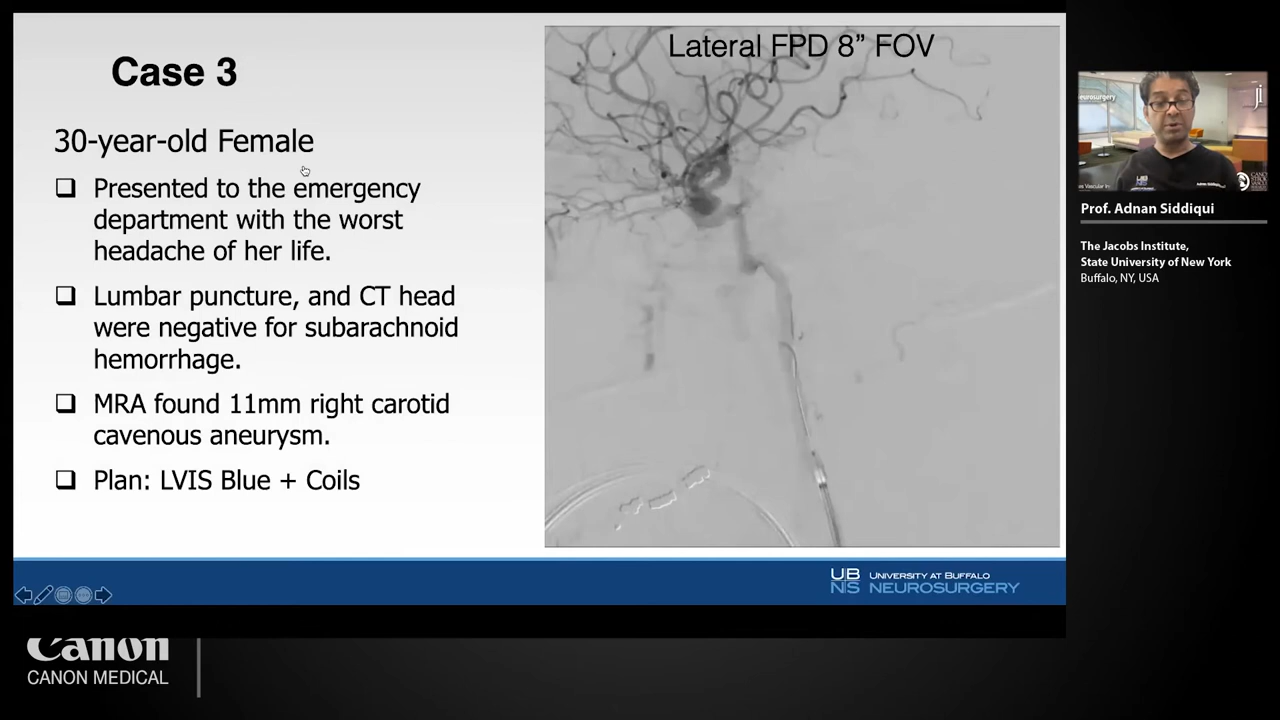 Case 3
30-year-old Female
Presented to the emergency
department with the worst
headache of her life.
Lumbar puncture, and CT head
were negative for subarachnoid
hemorrhage.
MRA found 11mm right carotid
cavenous aneurysm.
Plan: LVIS Blue + Coils
Lateral FPD 8” FOV
UB
NS
UNIVERSITY AT BUFFALO
NEUROSURGERY
Canon
CANON MEDICAL
Prof. Adnan Siddiqui
The Jacobs Institute,
State University of New York
Buffalo, NY, USA